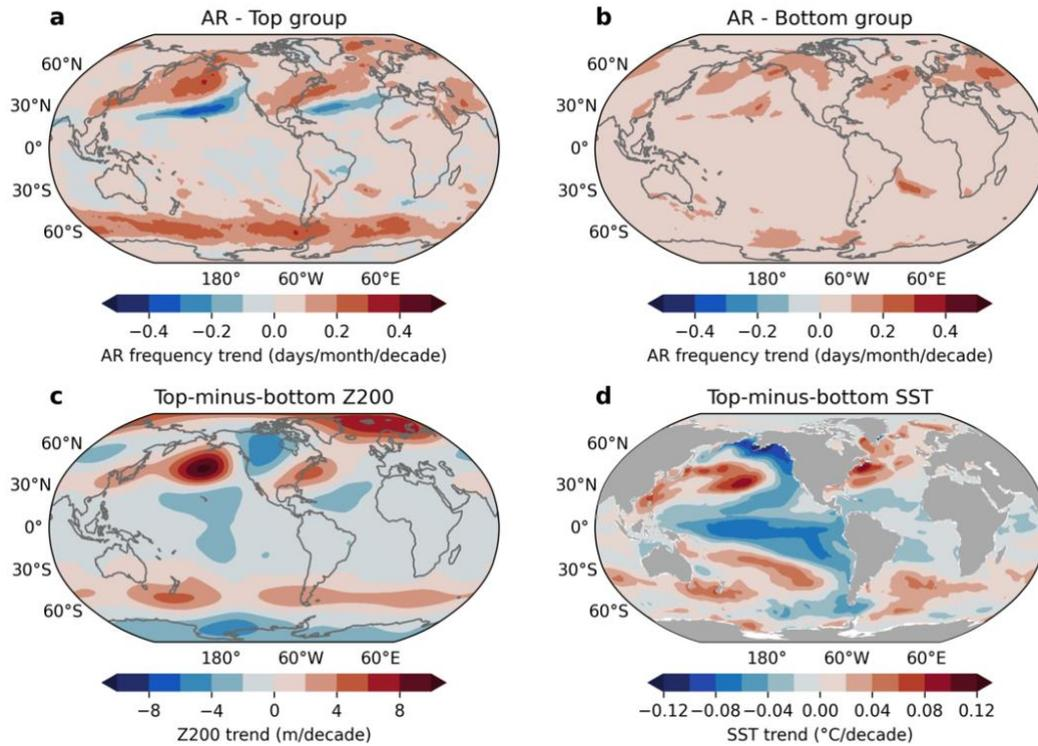 a AR - Top group
60°N
30°N
0°
30°S
60°S
180° 60°W 60°E
−0.4 −0.2 0.0 0.2 0.4
AR frequency trend (days/month/decade)
b AR - Bottom group
60°N
30°N
0°
30°S
60°S
180° 60°W 60°E
−0.4 −0.2 0.0 0.2 0.4
AR frequency trend (days/month/decade)
c Top-minus-bottom Z200
60°N
30°N
0°
30°S
60°S
180° 60°W 60°E
−8 −4 0 4 8
Z200 trend (m/decade)
d Top-minus-bottom SST
60°N
30°N
0°
30°S
60°S
180° 60°W 60°E
−0.12 −0.08 −0.04 0.00 0.04 0.08 0.12
SST trend (°C/decade)